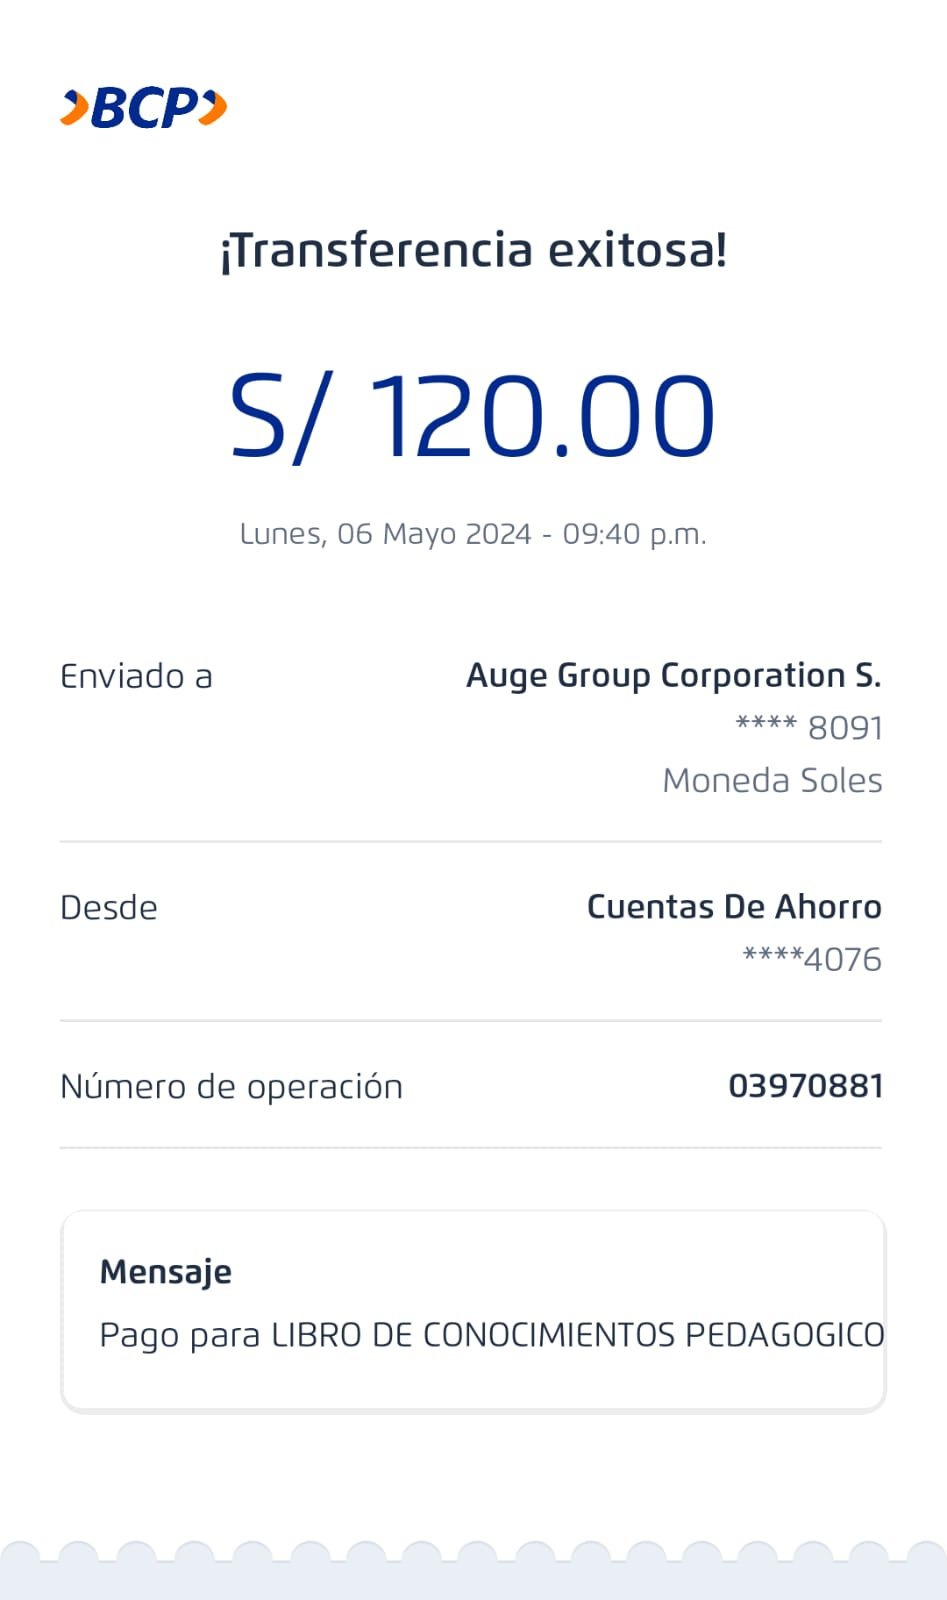 BCP
¡Transferencia exitosa!
S/ 120.00
Lunes, 06 Mayo 2024 - 09:40 p.m.
Enviado a
Auge Group Corporation S.
**** 8091
Moneda Soles
Desde
Cuentas De Ahorro
****4076
Número de operación
03970881
Mensaje
Pago para LIBRO DE CONOCIMIENTOS PEDAGOGICO